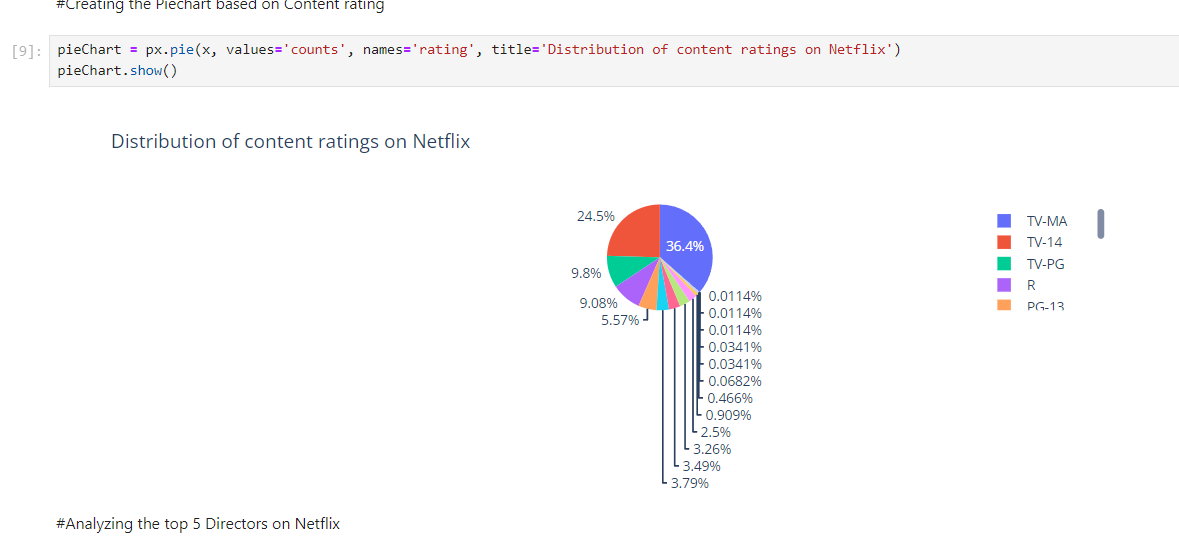 #Creating the Piechart based on Content rating
[9]:
pieChart = px.pie(x, values='counts', names='rating', title='Distribution of content ratings on Netflix')
pieChart.show()
Distribution of content ratings on Netflix
24.5%
36.4%
9.8%
9.08%
5.57%
0.0114%
0.0114%
0.0114%
0.0341%
0.0341%
0.0682%
0.466%
0.909%
2.5%
3.26%
3.49%
3.79%
TV-MA
TV-14
TV-PG
R
PG-13
#Analyzing the top 5 Directors on Netflix